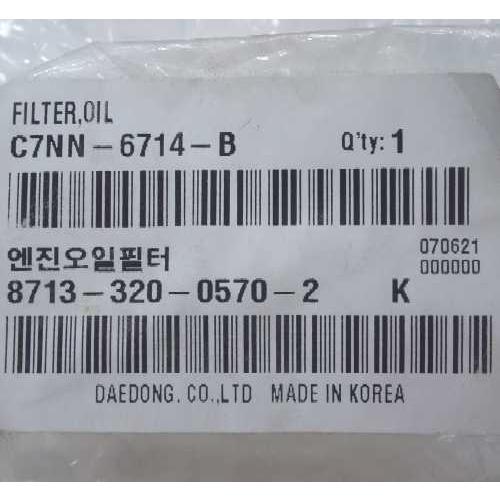 FILTER,OIL
C7NN-6714-B Q'ty: 1
엔진오일필터 070621
8713-320-0570-2 K 000000
DAEDONG. CO.,LTD MADE IN KOREA